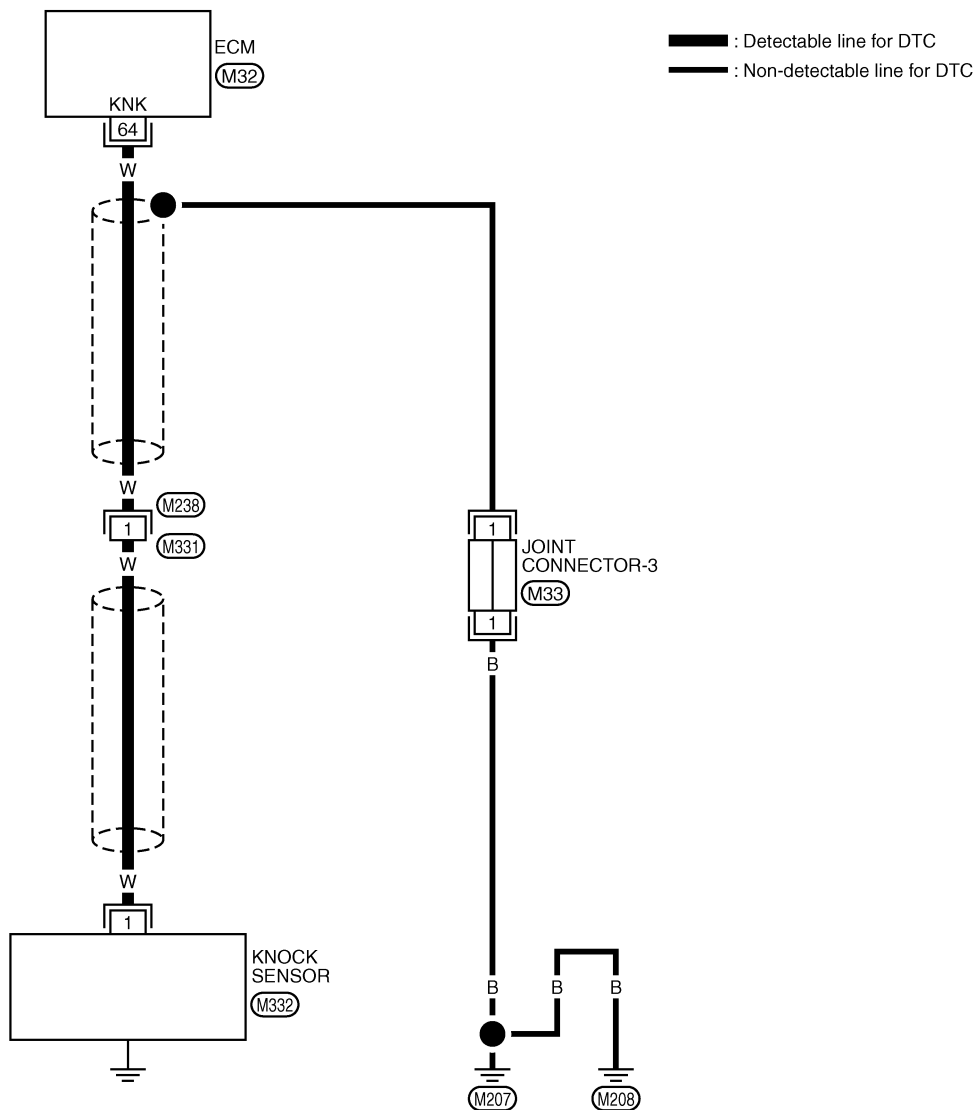 ECM
M32
KNK
64
: Detectable line for DTC
: Non-detectable line for DTC
W
W
M238
1
M331
W
1
JOINT
CONNECTOR-3
M33
1
B
W
1
KNOCK
SENSOR
M332
B
B
B
M207
M208